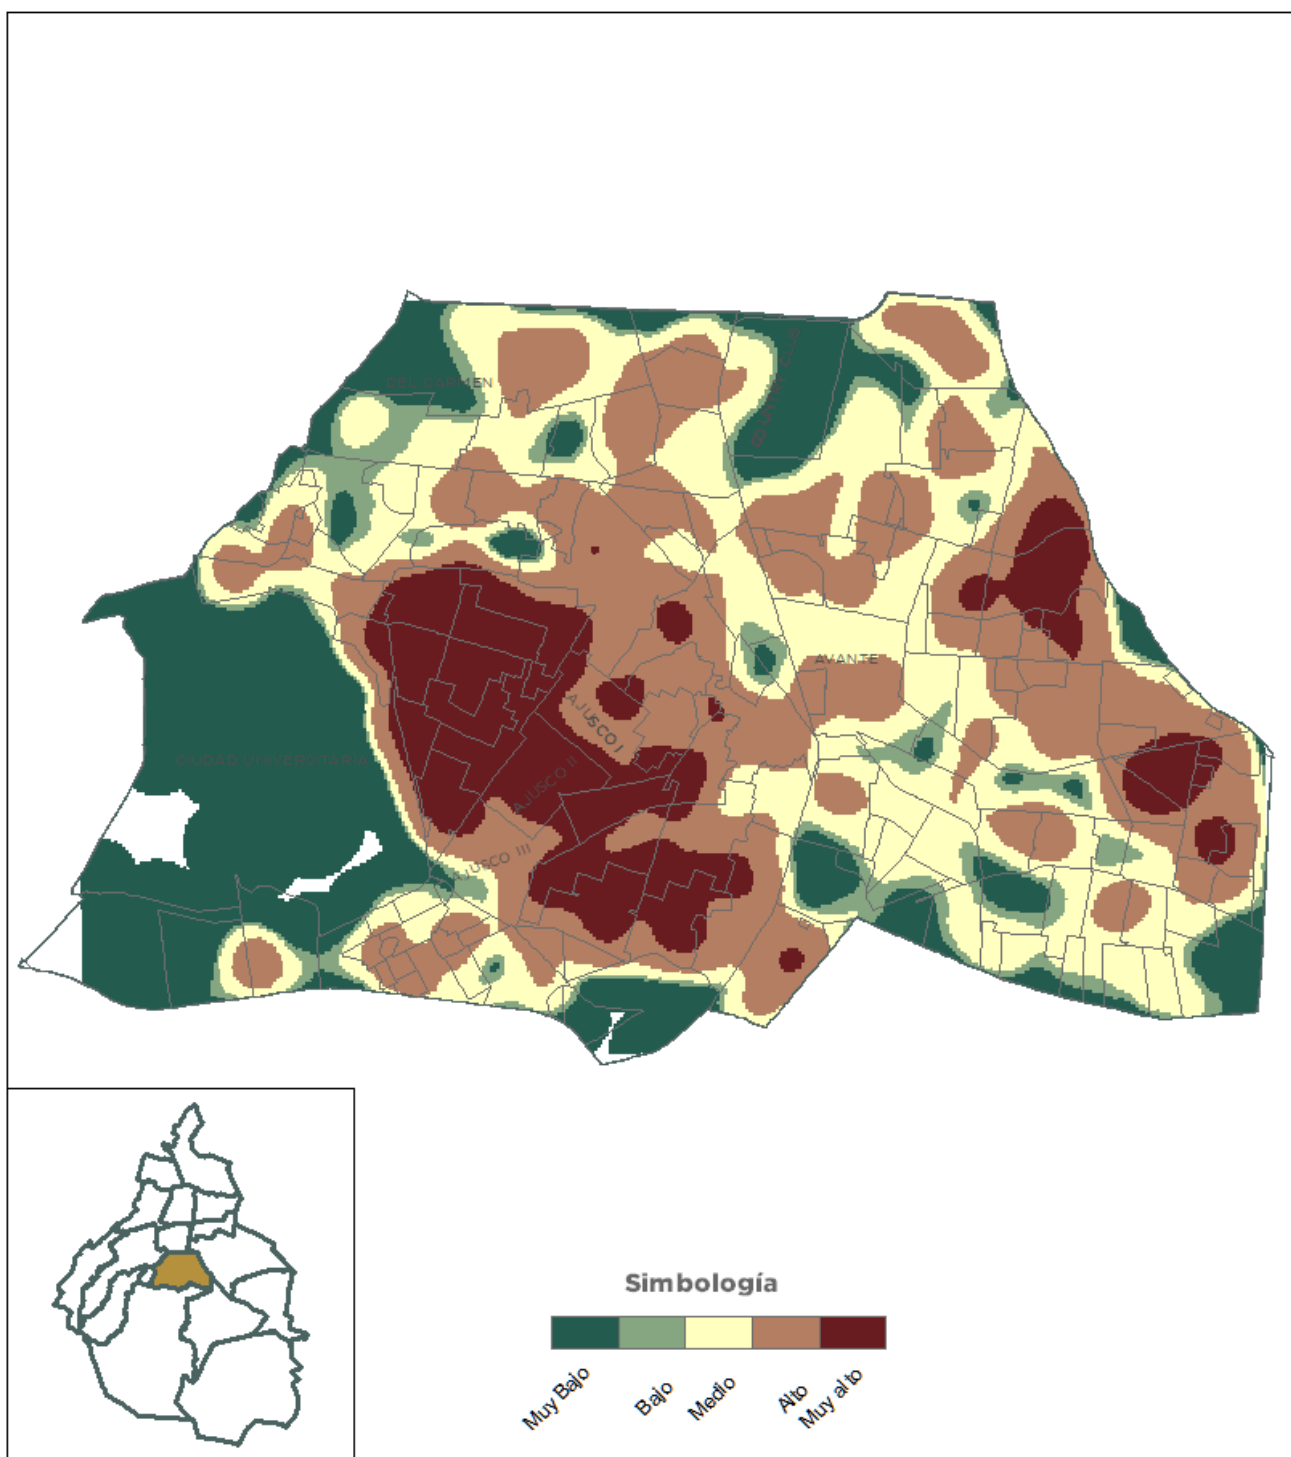 DEL CARMEN
AVANTE
AJUSCO I
CIUDAD UNIVERSITARIA
AJUSCO II
AJUSCO III
Simbología
Muy Bajo
Bajo
Medio
Alto
Muy alto